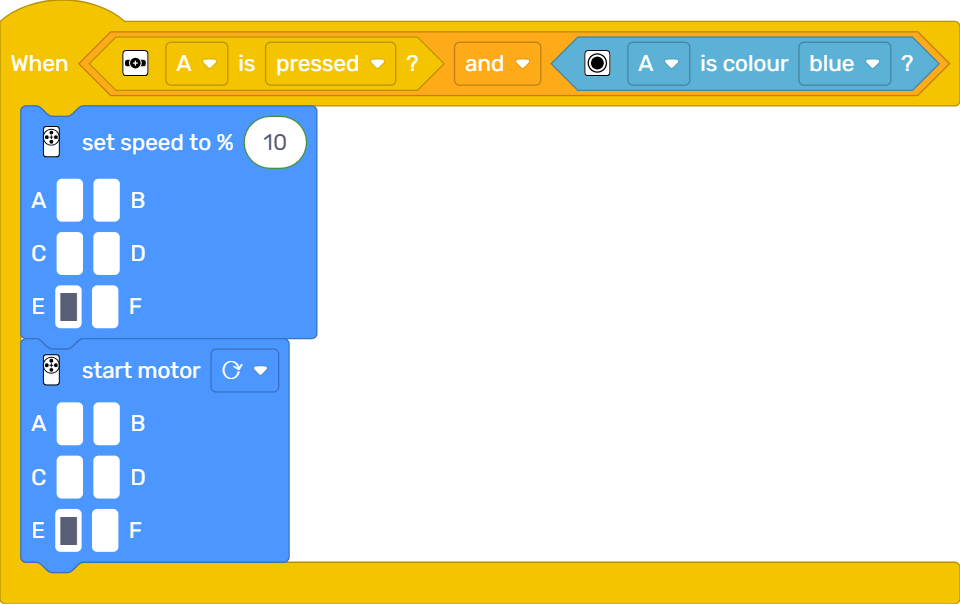 When A is pressed ? and A is colour blue ?
set speed to % 10
A B
C D
E F
start motor
A B
C D
E F